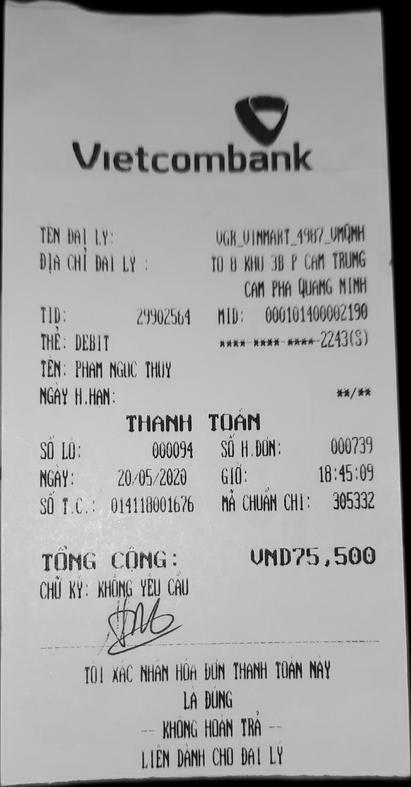 Vietcombank
TÊN ĐẠI LÝ: VGR_VINMART_4987_VMQNH
ĐỊA CHỈ ĐẠI LÝ : TO 8 KHU 3B P CAM TRUNG
CAM PHA QUANG MINH
TID: 29902564 MID: 000101400002190
THẺ: DEBIT **** **** ****-2243(S)
TÊN: PHAM NGUC THUY
NGÀY H.HẠN: **/**
THANH TOÁN
SỐ LÔ: 000094 SỐ H.ĐƠN: 000739
NGÀY: 20/05/2020 GIỜ: 18:45:09
SỐ T.C.: 014118001676 MÃ CHUẨN CHI: 305332
TỔNG CỘNG: VND75,500
CHỮ KÝ: KHÔNG YÊU CẦU
TÔI XÁC NHẬN HÓA ĐƠN THANH TOÁN NÀY
LÀ ĐÚNG
-- KHÔNG HOÀN TRẢ --
LIÊN DÀNH CHO ĐẠI LÝ